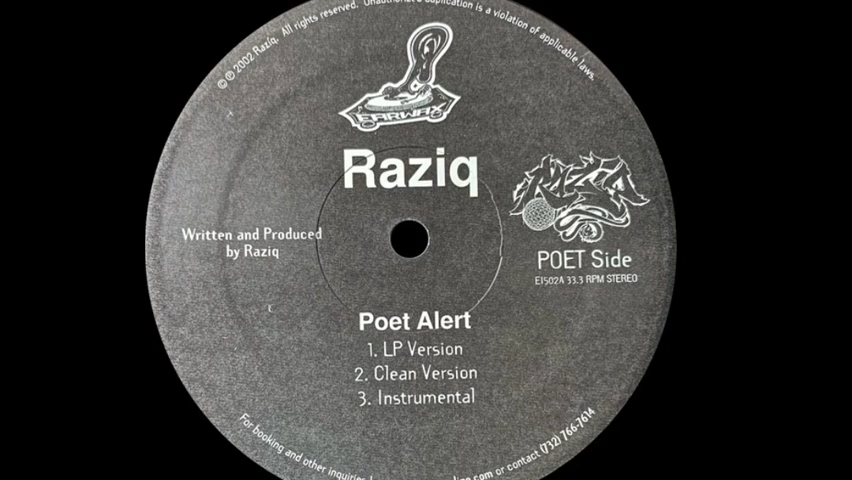 © ℗ 2002 Raziq. All rights reserved. Unauthorized duplication is a violation of applicable laws.
EARWAX
Raziq
Written and Produced
by Raziq
POET Side
E1502A 33.3 RPM STEREO
Poet Alert
1. LP Version
2. Clean Version
3. Instrumental
For booking and other inquiries
.com or contact (732) 766-7614